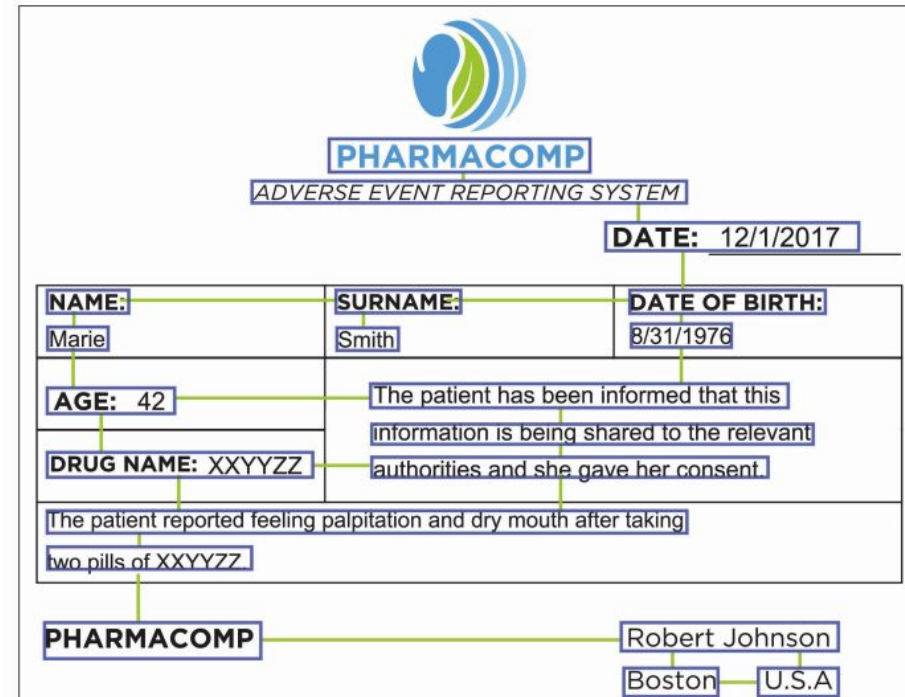 PHARMACOMP
ADVERSE EVENT REPORTING SYSTEM
DATE: 12/1/2017
NAME: SURNAME: DATE OF BIRTH:
Marie Smith 8/31/1976
AGE: 42
The patient has been informed that this
information is being shared to the relevant
authorities and she gave her consent.
DRUG NAME: XXYYZZ
The patient reported feeling palpitation and dry mouth after taking
two pills of XXYYZZ.
PHARMACOMP
Robert Johnson
Boston U.S.A